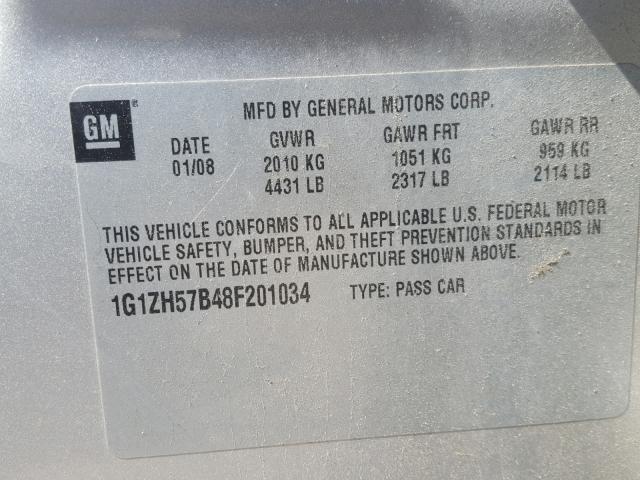 GM ®
MFD BY GENERAL MOTORS CORP.
DATE GVWR GAWR FRT GAWR RR
01/08 2010 KG 1051 KG 959 KG
4431 LB 2317 LB 2114 LB
THIS VEHICLE CONFORMS TO ALL APPLICABLE U.S. FEDERAL MOTOR
VEHICLE SAFETY, BUMPER, AND THEFT PREVENTION STANDARDS IN
EFFECT ON THE DATE OF MANUFACTURE SHOWN ABOVE.
1G1ZH57B48F201034 TYPE: PASS CAR